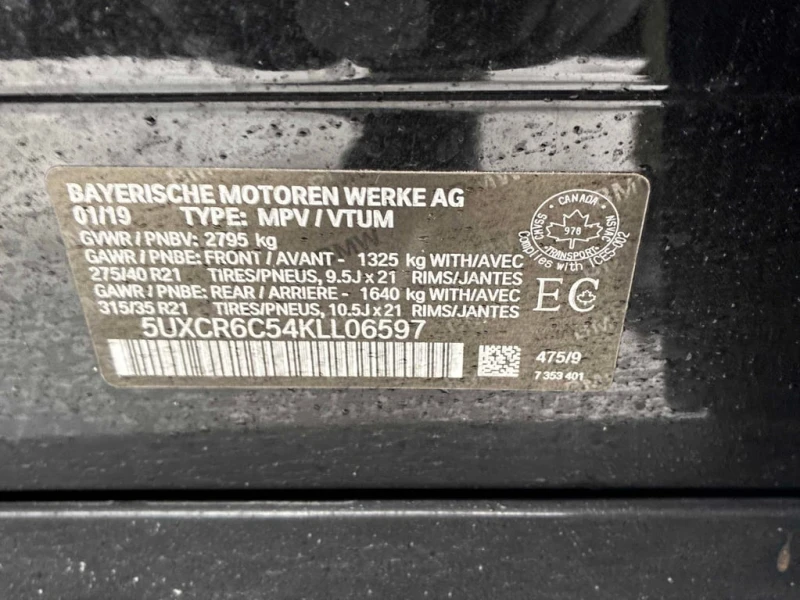 BAYERISCHE MOTOREN WERKE AG
01/19 TYPE: MPV / VTUM
GVWR / PNBV: 2795 kg
GAWR / PNBE: FRONT / AVANT - 1325 kg WITH/AVEC
275/40 R21 TIRES/PNEUS, 9.5J x 21 RIMS/JANTES
GAWR / PNBE: REAR / ARRIERE - 1640 kg WITH/AVEC
315/35 R21 TIRES/PNEUS, 10.5J x 21 RIMS/JANTES
5UXCR6C54KLL06597
CANADA
CMVSS
NSVAC
978
TRANSPORT
Complies with ICES-002
EC
475/9
7 353 401